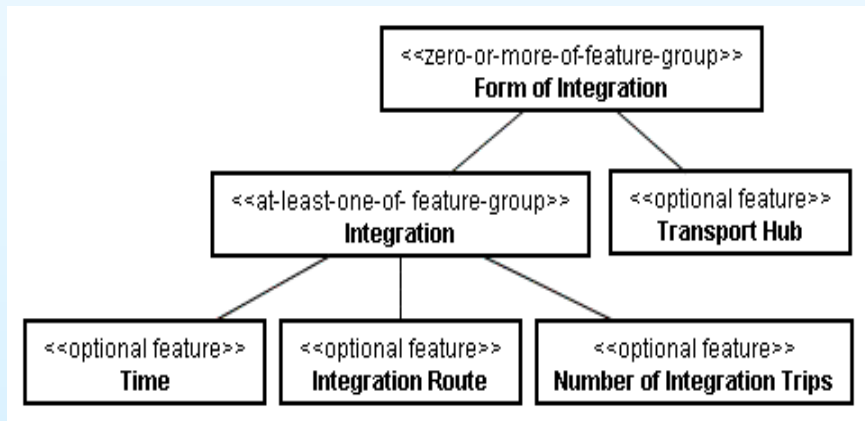 <<zero-or-more-of-feature-group>>
Form of Integration
<<at-least-one-of- feature-group>>
Integration
<<optional feature>>
Transport Hub
<<optional feature>>
Time
<<optional feature>>
Integration Route
<<optional feature>>
Number of Integration Trips